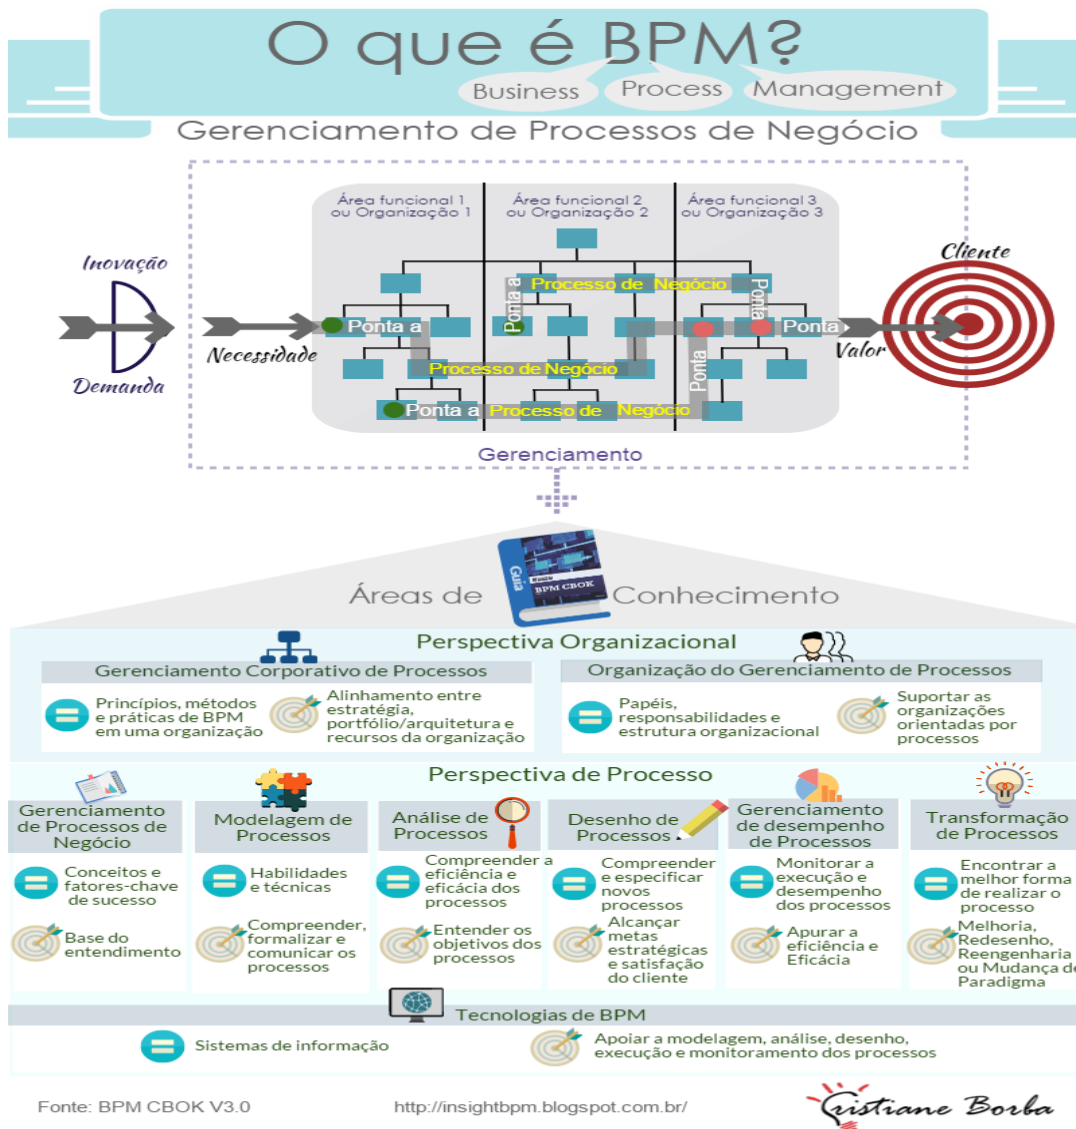 O que é BPM?
Business Process Management
Gerenciamento de Processos de Negócio
Área funcional 1
ou Organização 1
Área funcional 2
ou Organização 2
Área funcional 3
ou Organização 3
Inovação
Demanda
Necessidade
Cliente
Valor
Ponta a
Processo de Negócio
Ponta
Ponta a
Processo de Negócio
Ponta
Ponta a
Processo de Negócio
Ponta
Gerenciamento
Guia
BPM CBOK
Áreas de Conhecimento
Perspectiva Organizacional
Gerenciamento Corporativo de Processos
Princípios, métodos
e práticas de BPM
em uma organização
Alinhamento entre
estratégia,
portfólio/arquitetura e
recursos da organização
Organização do Gerenciamento de Processos
Papéis,
responsabilidades e
estrutura organizacional
Suportar as
organizações
orientadas por
processos
Perspectiva de Processo
Gerenciamento
de Processos de
Negócio
Conceitos e
fatores-chave
de sucesso
Base do
entendimento
Modelagem de
Processos
Habilidades
e técnicas
Compreender,
formalizar e
comunicar os
processos
Análise de
Processos
Compreender a
eficiência e
eficácia dos
processos
Entender os
objetivos dos
processos
Desenho de
Processos
Compreender
e especificar
novos
processos
Alcançar
metas
estratégicas
e satisfação
do cliente
Gerenciamento
de desempenho
de Processos
Monitorar a
execução e
desempenho
dos processos
Apurar a
eficiência e
Eficácia
Transformação
de Processos
Encontrar a
melhor forma
de realizar o
processo
Melhoria,
Redesenho,
Reengenharia
ou Mudança de
Paradigma
Tecnologias de BPM
Sistemas de informação
Apoiar a modelagem, análise, desenho,
execução e monitoramento dos processos
Fonte: BPM CBOK V3.0
http://insightbpm.blogspot.com.br/
Cristiane Borba